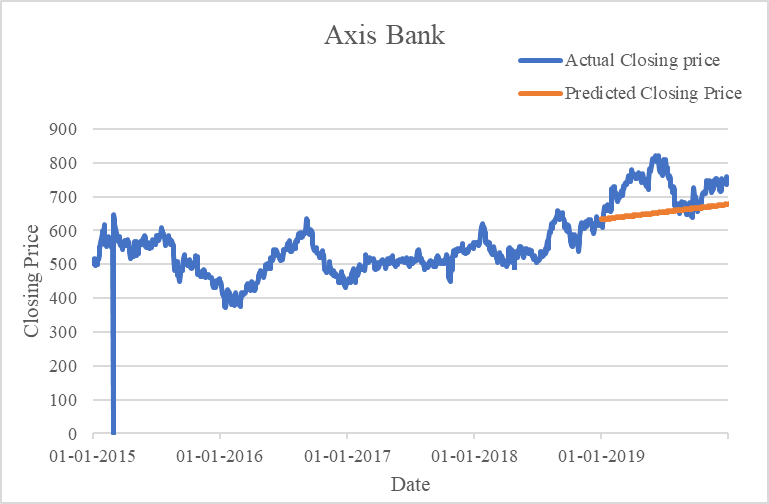 Axis Bank
Actual Closing price
Predicted Closing Price
900
800
700
600
500
400
300
200
100
0
Closing Price
01-01-2015 01-01-2016 01-01-2017 01-01-2018 01-01-2019
Date